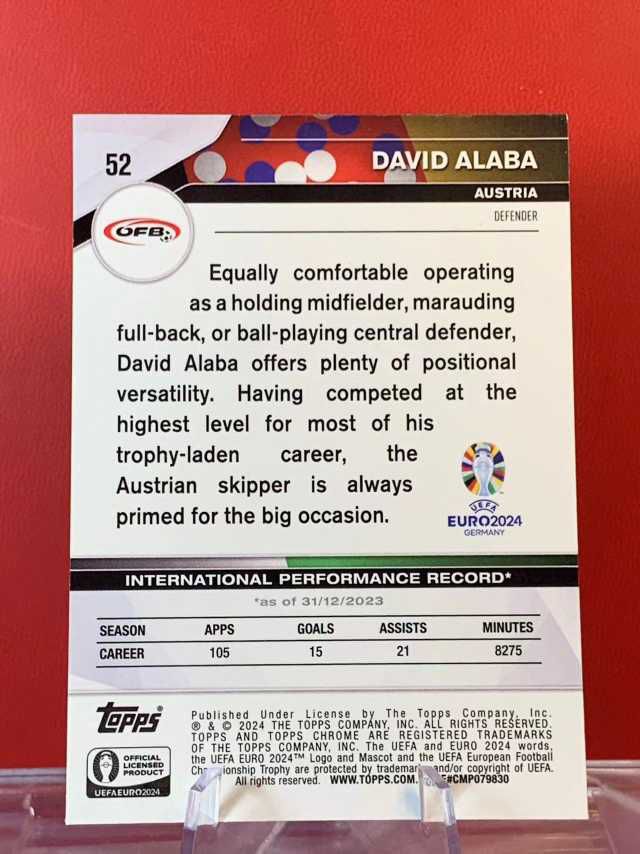 52
DAVID ALABA
AUSTRIA
DEFENDER
ÖFB
Equally comfortable operating
as a holding midfielder, marauding
full-back, or ball-playing central defender,
David Alaba offers plenty of positional
versatility. Having competed at the
highest level for most of his
trophy-laden career, the
Austrian skipper is always
primed for the big occasion.
UEFA
EURO2024
GERMANY
INTERNATIONAL PERFORMANCE RECORD*
*as of 31/12/2023
SEASON APPS GOALS ASSISTS MINUTES
CAREER 105 15 21 8275
TOPPS
OFFICIAL
LICENSED
PRODUCT
UEFA EURO2024
Published Under License by The Topps Company, Inc.
® & © 2024 THE TOPPS COMPANY, INC. ALL RIGHTS RESERVED.
TOPPS AND TOPPS CHROME ARE REGISTERED TRADEMARKS
OF THE TOPPS COMPANY, INC. The UEFA and EURO 2024 words,
the UEFA EURO 2024™ Logo and Mascot and the UEFA European Football
Championship Trophy are protected by trademark and/or copyright of UEFA.
All rights reserved. WWW.TOPPS.COM. #CMP079830